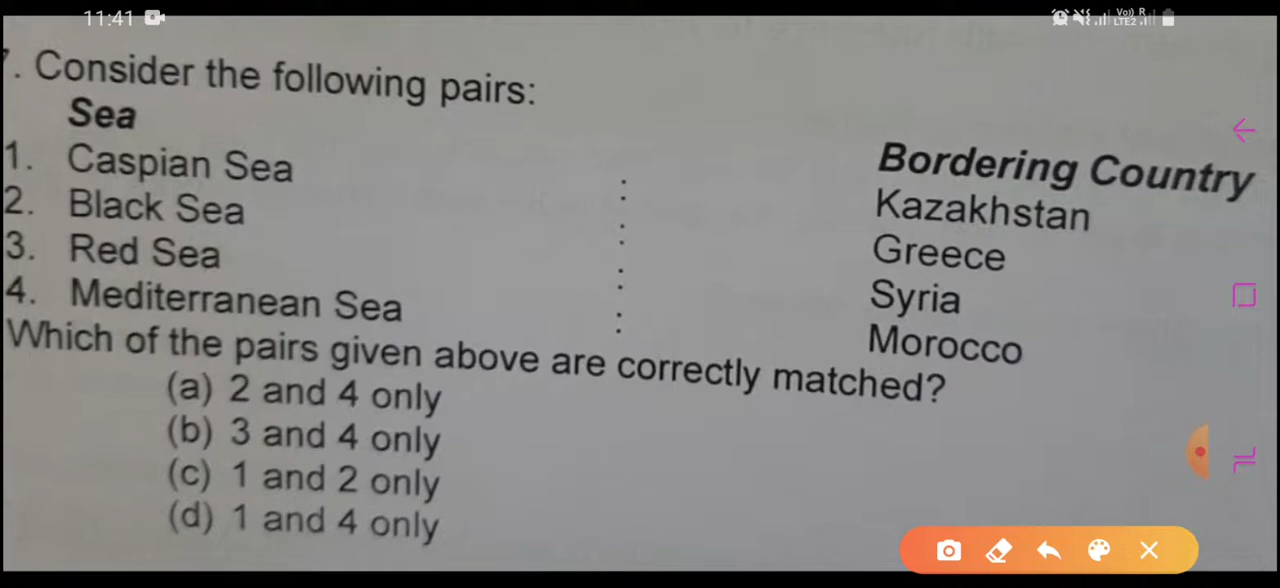 11:41
Vo)) R
LTE2
. Consider the following pairs:
Sea
Bordering Country
1. Caspian Sea : Kazakhstan
2. Black Sea : Greece
3. Red Sea : Syria
4. Mediterranean Sea : Morocco
Which of the pairs given above are correctly matched?
(a) 2 and 4 only
(b) 3 and 4 only
(c) 1 and 2 only
(d) 1 and 4 only